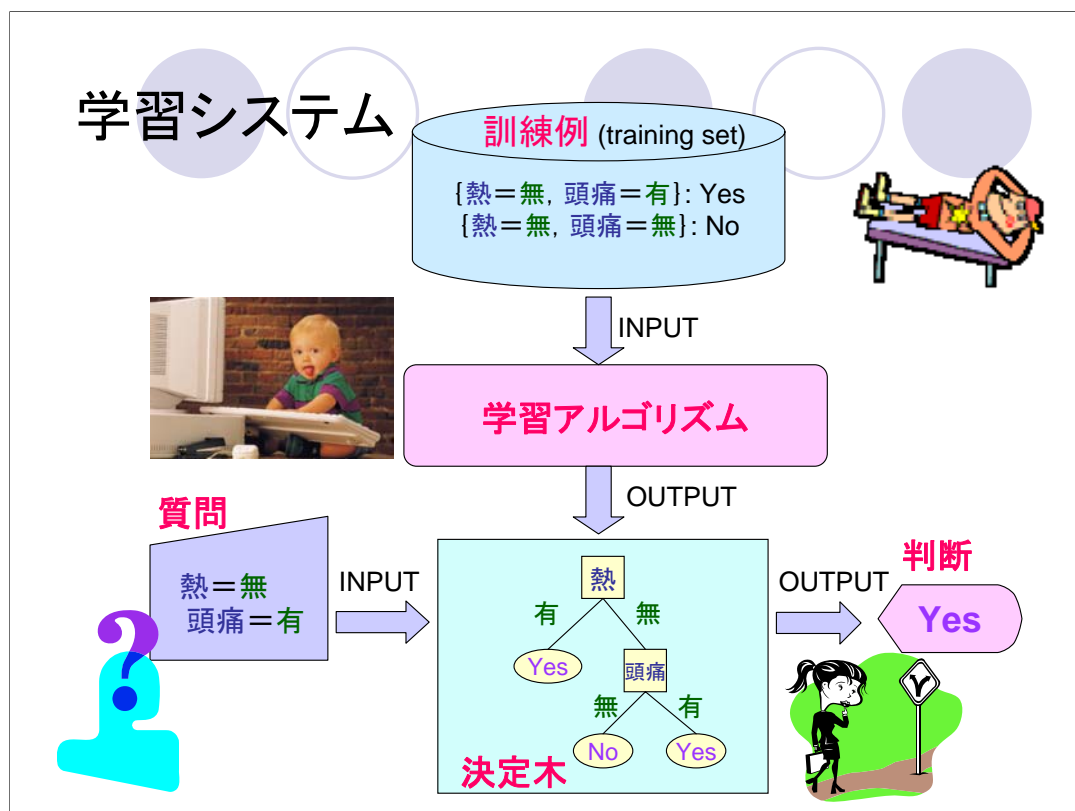 学習システム
訓練例 (training set)
{熱=無, 頭痛=有}: Yes
{熱=無, 頭痛=無}: No
INPUT
学習アルゴリズム
OUTPUT
質問
熱=無
頭痛=有
?
INPUT
熱
有 無
Yes 頭痛
無 有
No Yes
決定木
OUTPUT
判断
Yes